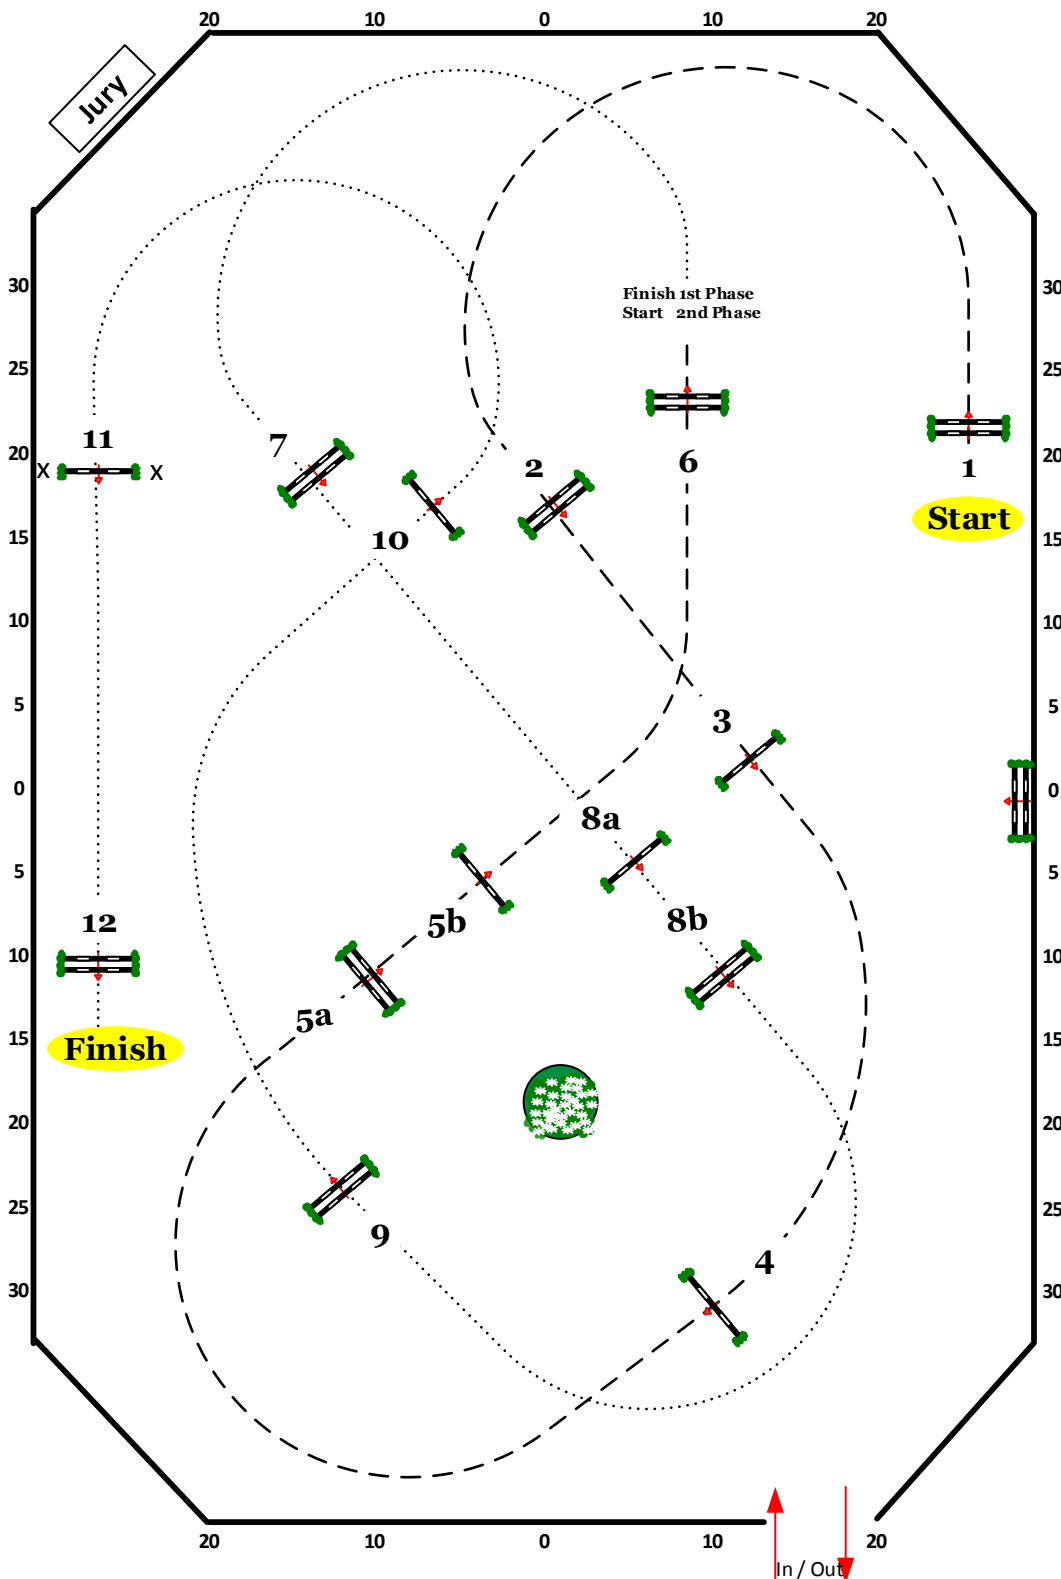 20 10 0 10 20
Jury
30 30
Finish 1st Phase
Start 2nd Phase
25 25
11 7 2 6 1
20 20
X X
Start
15 15
10
10 10
5 5
3
0 0
8a
5 5
12 5b 8b
10 10
5a
15 15
Finish
20 20
25 25
9
4
30 30
20 10 0 10 20
In / Out